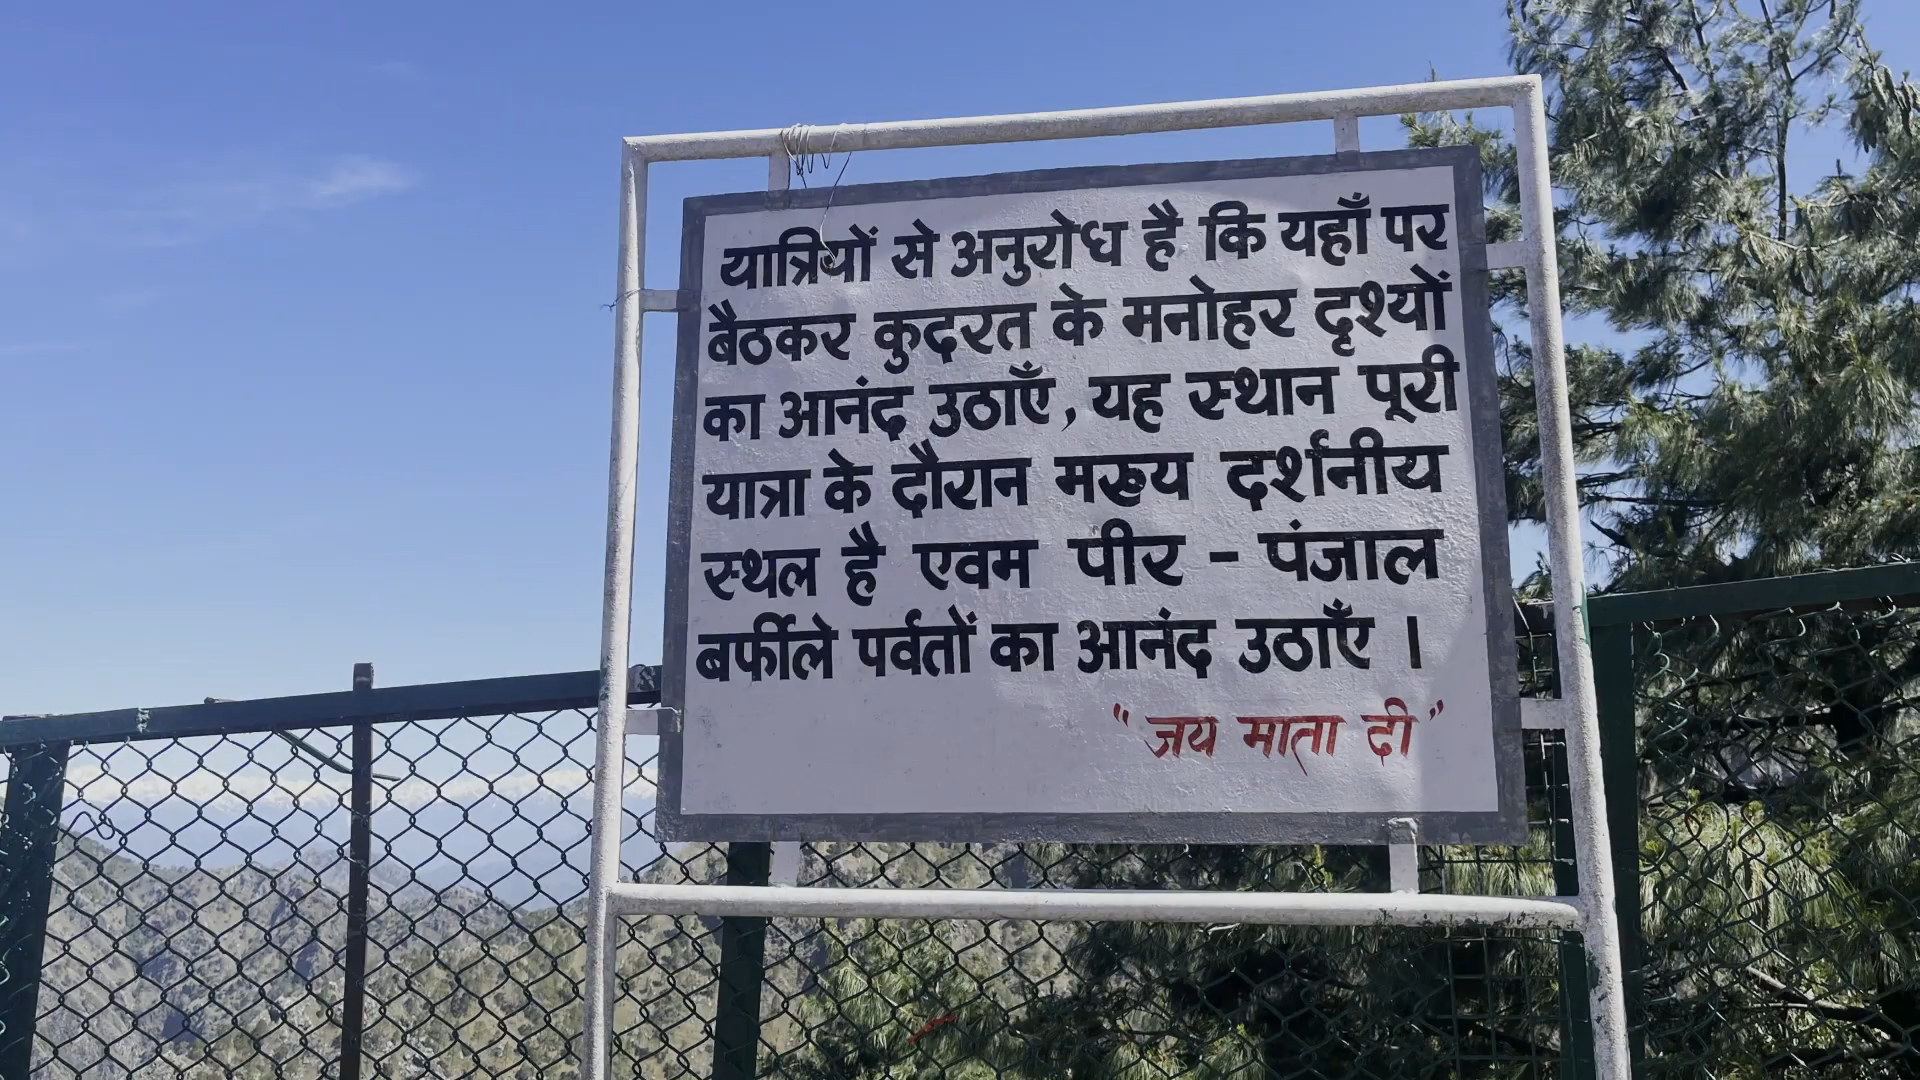 यात्रियों से अनुरोध है कि यहाँ पर
बैठकर कुदरत के मनोहर दृश्यों
का आनंद उठाएँ, यह स्थान पूरी
यात्रा के दौरान मख्य दर्शनीय
स्थल है एवम पीर - पंजाल
बर्फीले पर्वतों का आनंद उठाएँ ।
"जय माता दी"